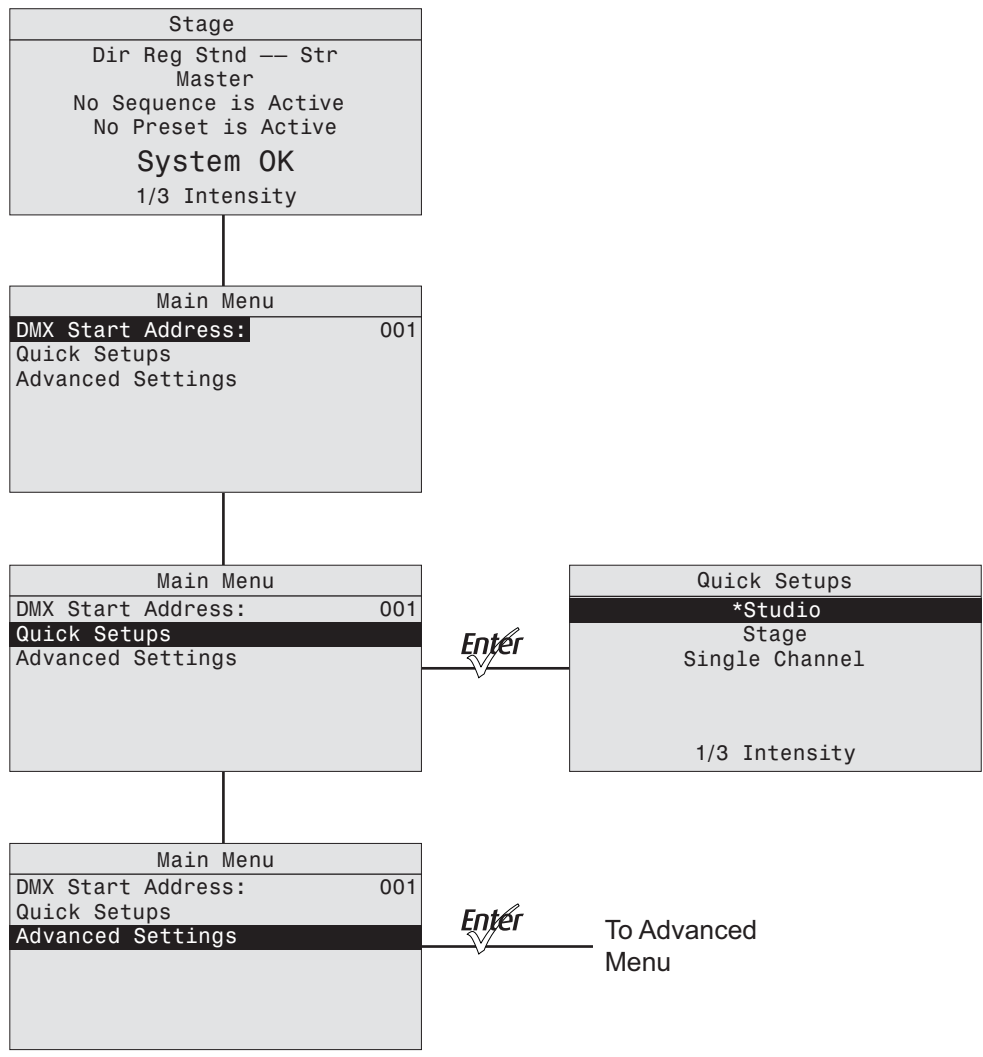 Stage
Dir Reg Stnd –– Str
Master
No Sequence is Active
No Preset is Active
System OK
1/3 Intensity
Main Menu
DMX Start Address: 001
Quick Setups
Advanced Settings
Main Menu
DMX Start Address: 001
Quick Setups
Advanced Settings
Enter
Quick Setups
*Studio
Stage
Single Channel
1/3 Intensity
Main Menu
DMX Start Address: 001
Quick Setups
Advanced Settings
Enter
To Advanced
Menu